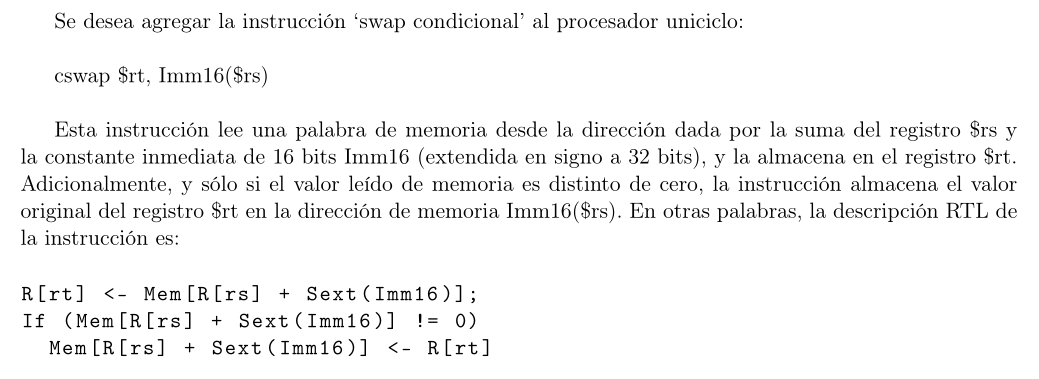 Se desea agregar la instrucción ‘swap condicional’ al procesador uniciclo:
cswap $rt, Imm16($rs)
Esta instrucción lee una palabra de memoria desde la dirección dada por la suma del registro $rs y
la constante inmediata de 16 bits Imm16 (extendida en signo a 32 bits), y la almacena en el registro $rt.
Adicionalmente, y sólo si el valor leído de memoria es distinto de cero, la instrucción almacena el valor
original del registro $rt en la dirección de memoria Imm16($rs). En otras palabras, la descripción RTL de
la instrucción es:
R[rt] <- Mem[R[rs] + Sext(Imm16)];
If (Mem[R[rs] + Sext(Imm16)] != 0)
Mem[R[rs] + Sext(Imm16)] <- R[rt]